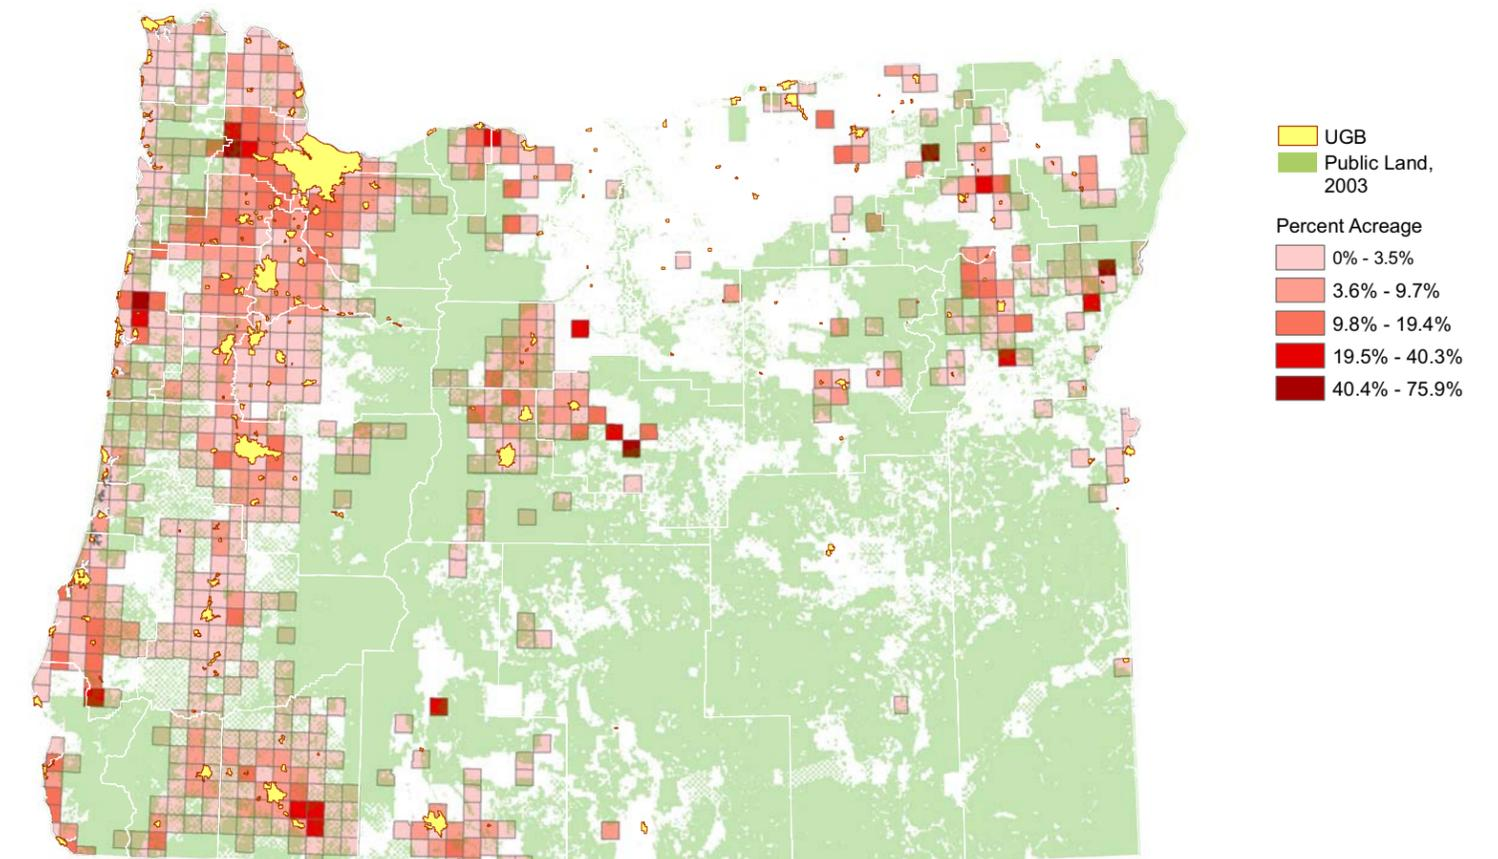 UGB
Public Land,
2003
Percent Acreage
0% - 3.5%
3.6% - 9.7%
9.8% - 19.4%
19.5% - 40.3%
40.4% - 75.9%